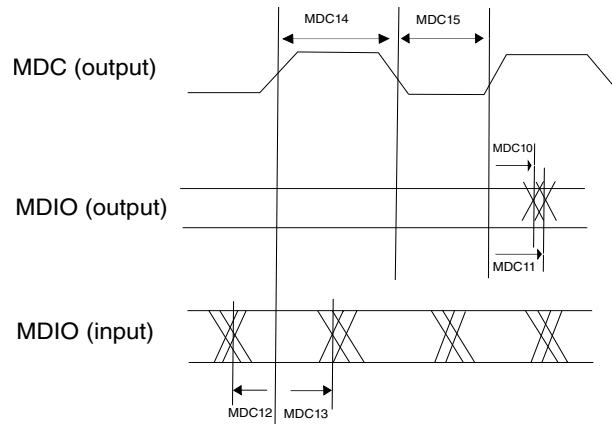 MDC14
MDC15
MDC (output)
MDC10
MDIO (output)
MDC11
MDIO (input)
MDC12
MDC13